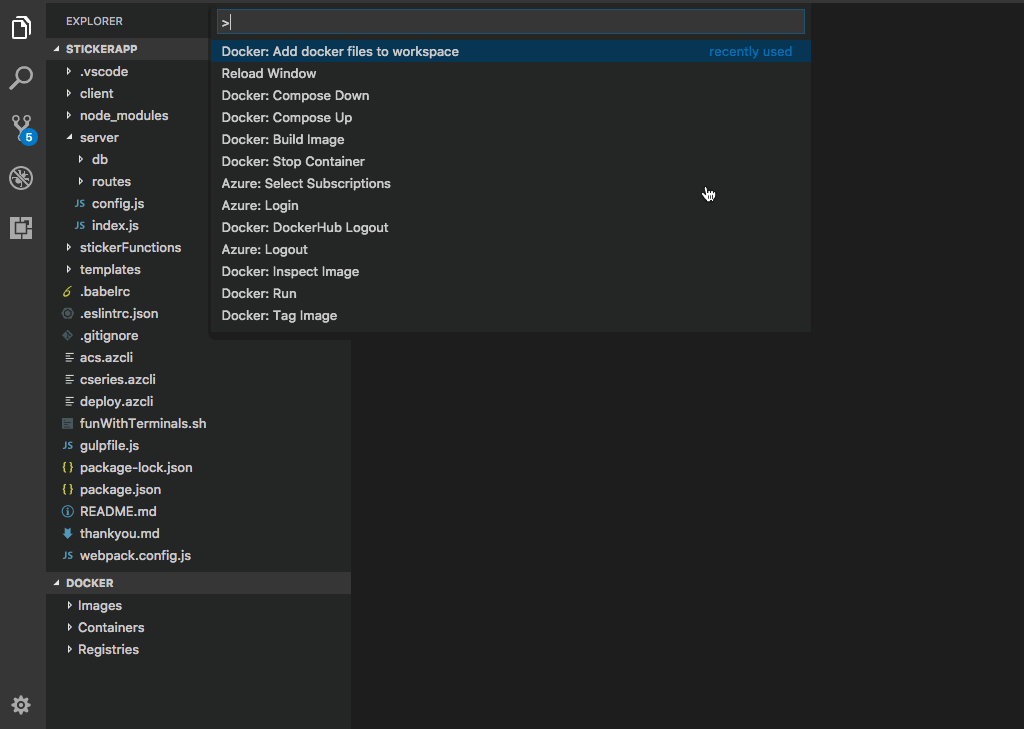 EXPLORER
STICKERAPP
.vscode
client
node_modules
server
db
routes
JS config.js
JS index.js
stickerFunctions
templates
.babelrc
.eslintrc.json
.gitignore
acs.azcli
cseries.azcli
deploy.azcli
funWithTerminals.sh
JS gulpfile.js
{} package-lock.json
{} package.json
README.md
thankyou.md
JS webpack.config.js
DOCKER
Images
Containers
Registries
5
>
Docker: Add docker files to workspace recently used
Reload Window
Docker: Compose Down
Docker: Compose Up
Docker: Build Image
Docker: Stop Container
Azure: Select Subscriptions
Azure: Login
Docker: DockerHub Logout
Azure: Logout
Docker: Inspect Image
Docker: Run
Docker: Tag Image